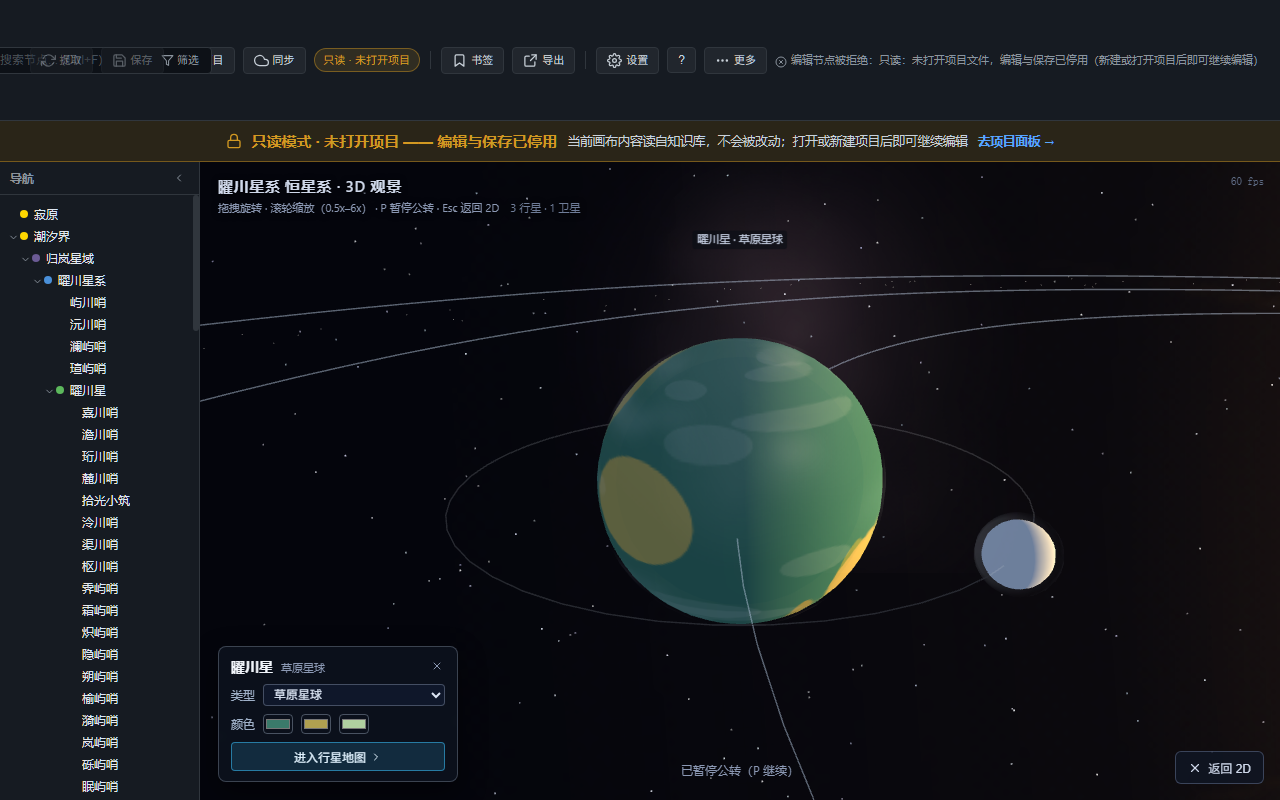 搜索节点 (Ctrl+F) 提取 保存 筛选 目 同步 只读 · 未打开项目 书签 导出 设置 ? 更多 编辑节点被拒绝：只读：未打开项目文件，编辑与保存已停用（新建或打开项目后即可继续编辑）
只读模式 · 未打开项目 —— 编辑与保存已停用 当前画布内容读自知识库，不会被改动；打开或新建项目后即可继续编辑 去项目面板 →
导航
寂原
潮汐界
归岚星域
曜川星系
屿川哨
沅川哨
澜屿哨
瑄屿哨
曜川星
熹川哨
澹川哨
珩川哨
麓川哨
拾光小筑
泠川哨
渠川哨
枢川哨
霁屿哨
霜屿哨
炽屿哨
隐屿哨
朔屿哨
榆屿哨
漪屿哨
岚屿哨
砾屿哨
眠屿哨
曜川星系 恒星系 · 3D 观景
60 fps
拖拽旋转 · 滚轮缩放（0.5x–6x） · P 暂停公转 · Esc 返回 2D 3 行星 · 1 卫星
曜川星 · 草原星球
曜川星 草原星球
类型 草原星球
颜色
进入行星地图
已暂停公转（P 继续）
返回 2D